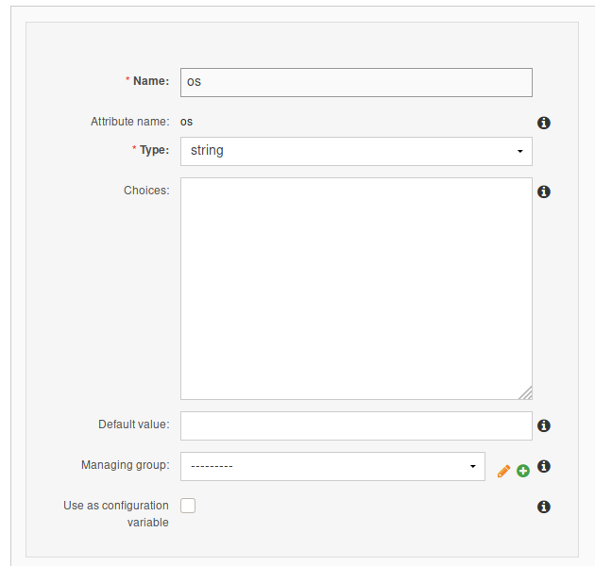 * Name: os
Attribute name: os
* Type: string
Choices:
Default value:
Managing group: ---------
Use as configuration
variable